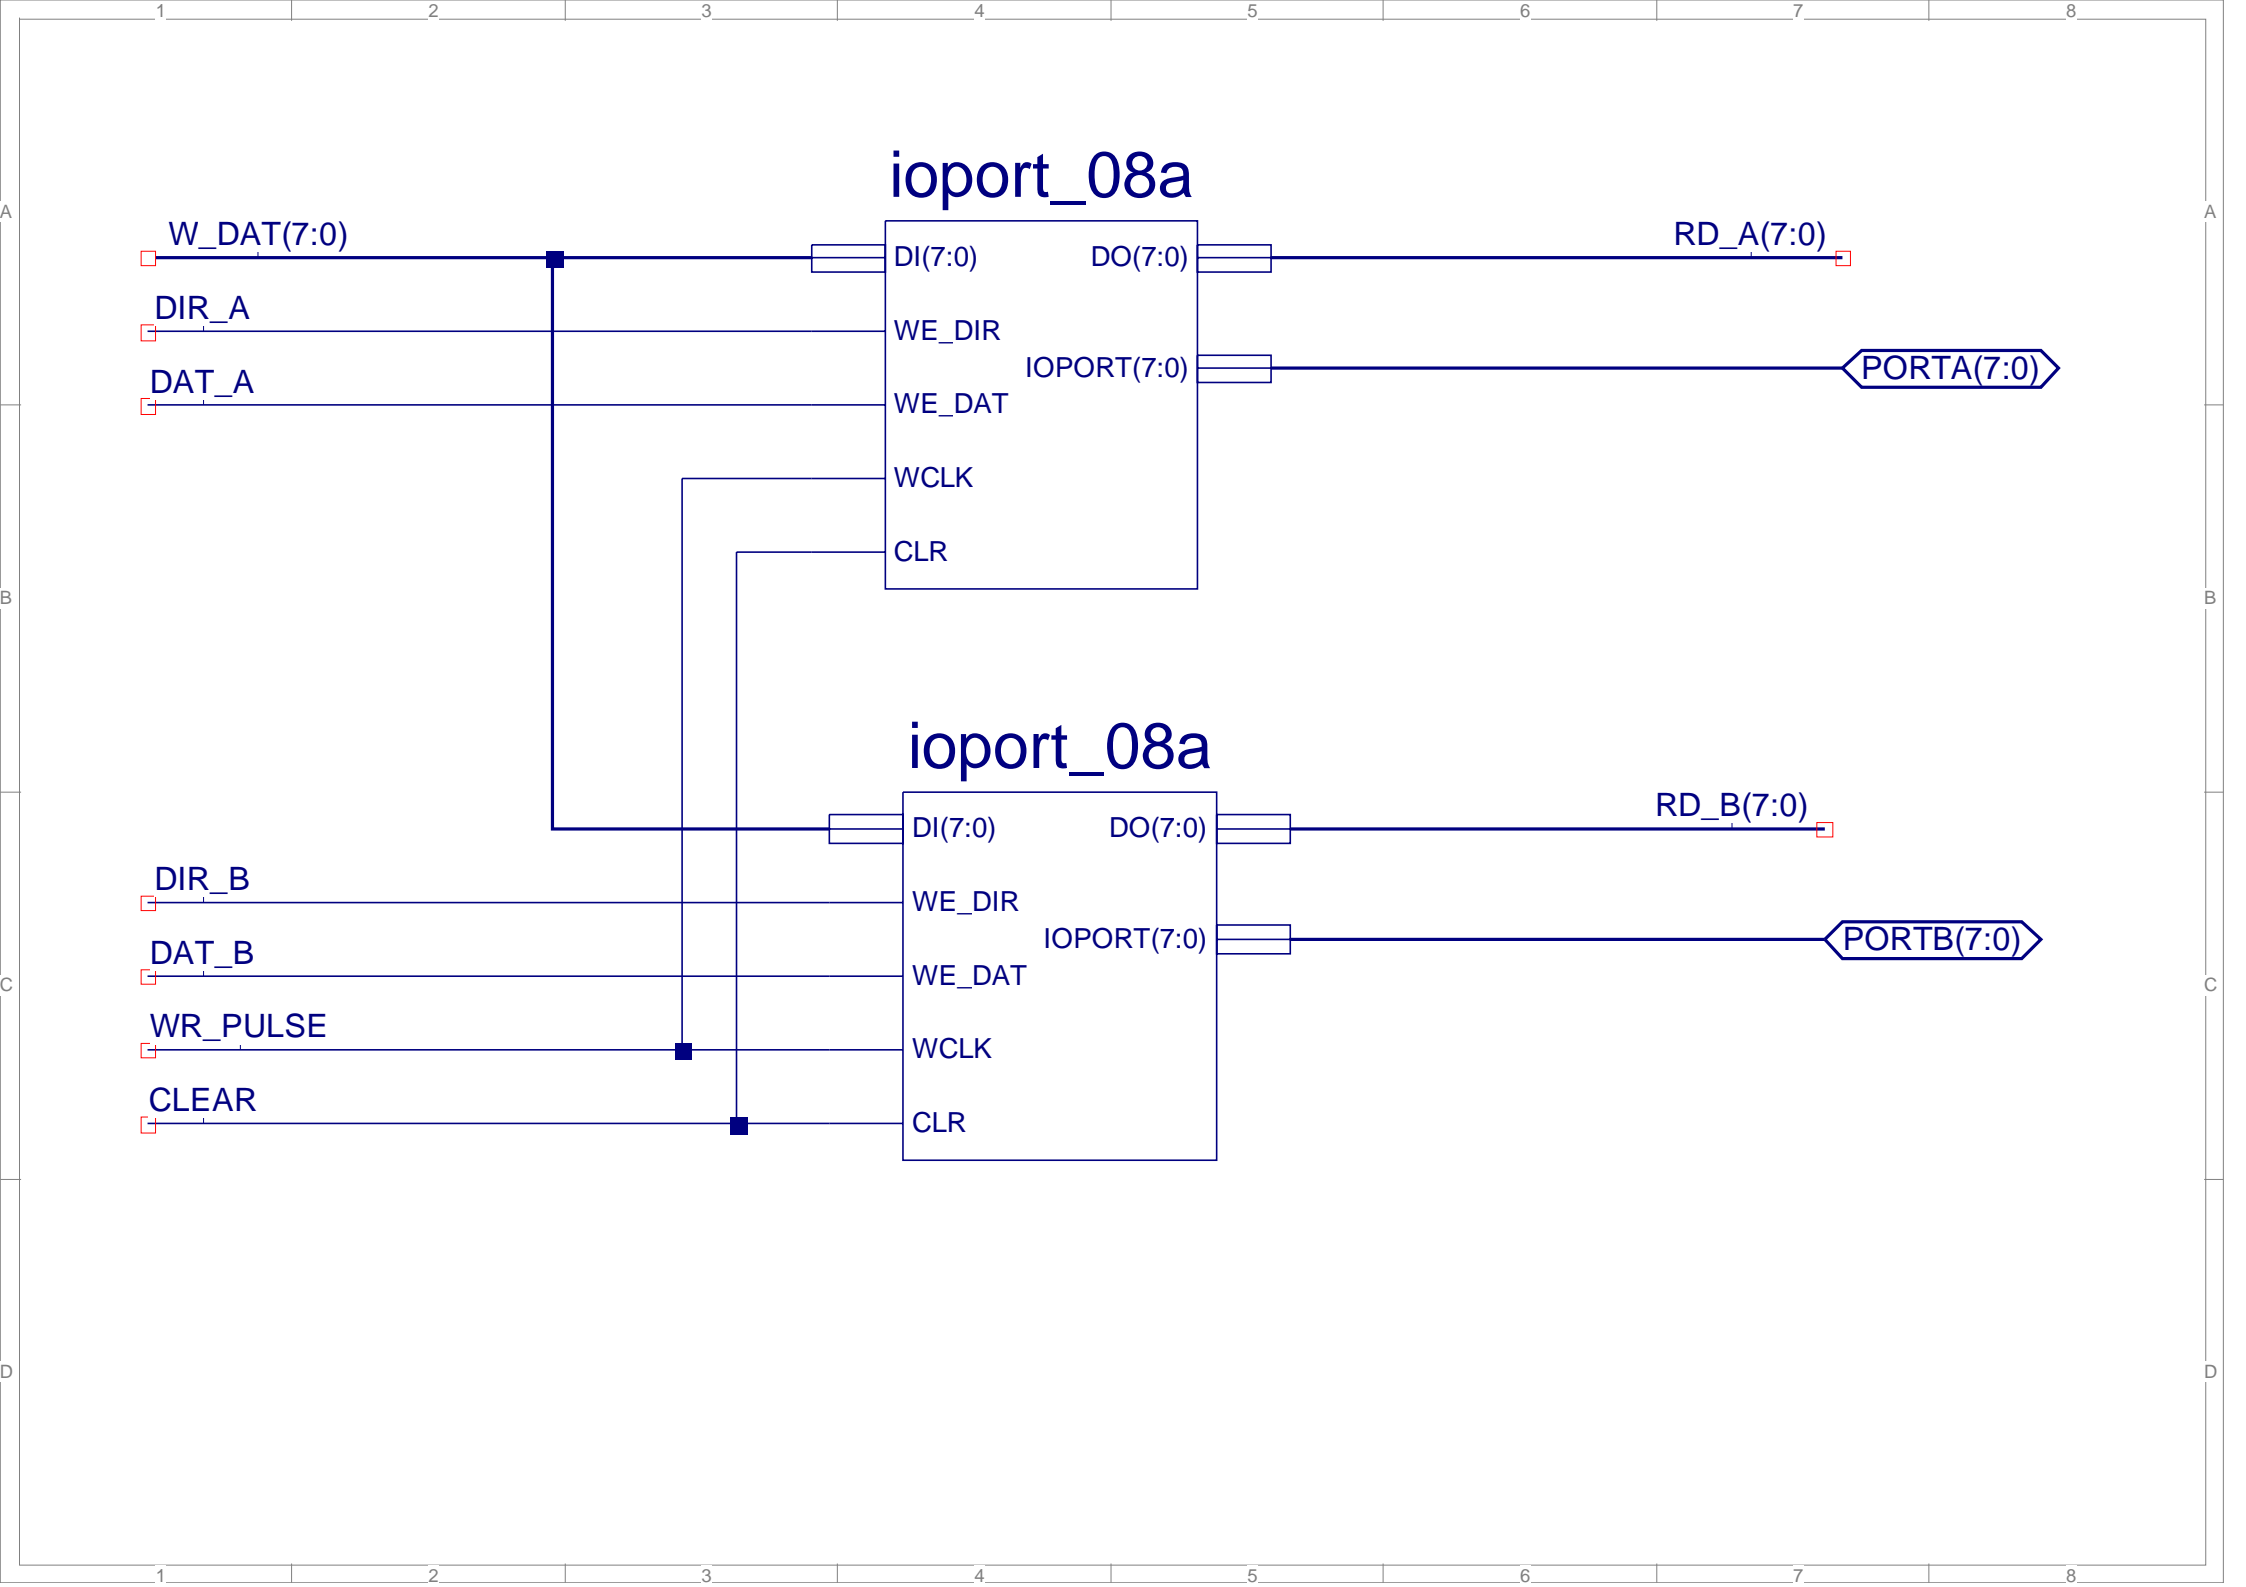 1 2 3 4 5 6 7 8
ioport_08a
A W_DAT(7:0) DI(7:0) DO(7:0) RD_A(7:0) A
DIR_A WE_DIR
IOPORT(7:0) PORTA(7:0)
DAT_A WE_DAT
WCLK
CLR
B B
ioport_08a
DI(7:0) DO(7:0) RD_B(7:0)
DIR_B WE_DIR
IOPORT(7:0) PORTB(7:0)
DAT_B WE_DAT
C C
WR_PULSE WCLK
CLEAR CLR
D D
1 2 3 4 5 6 7 8